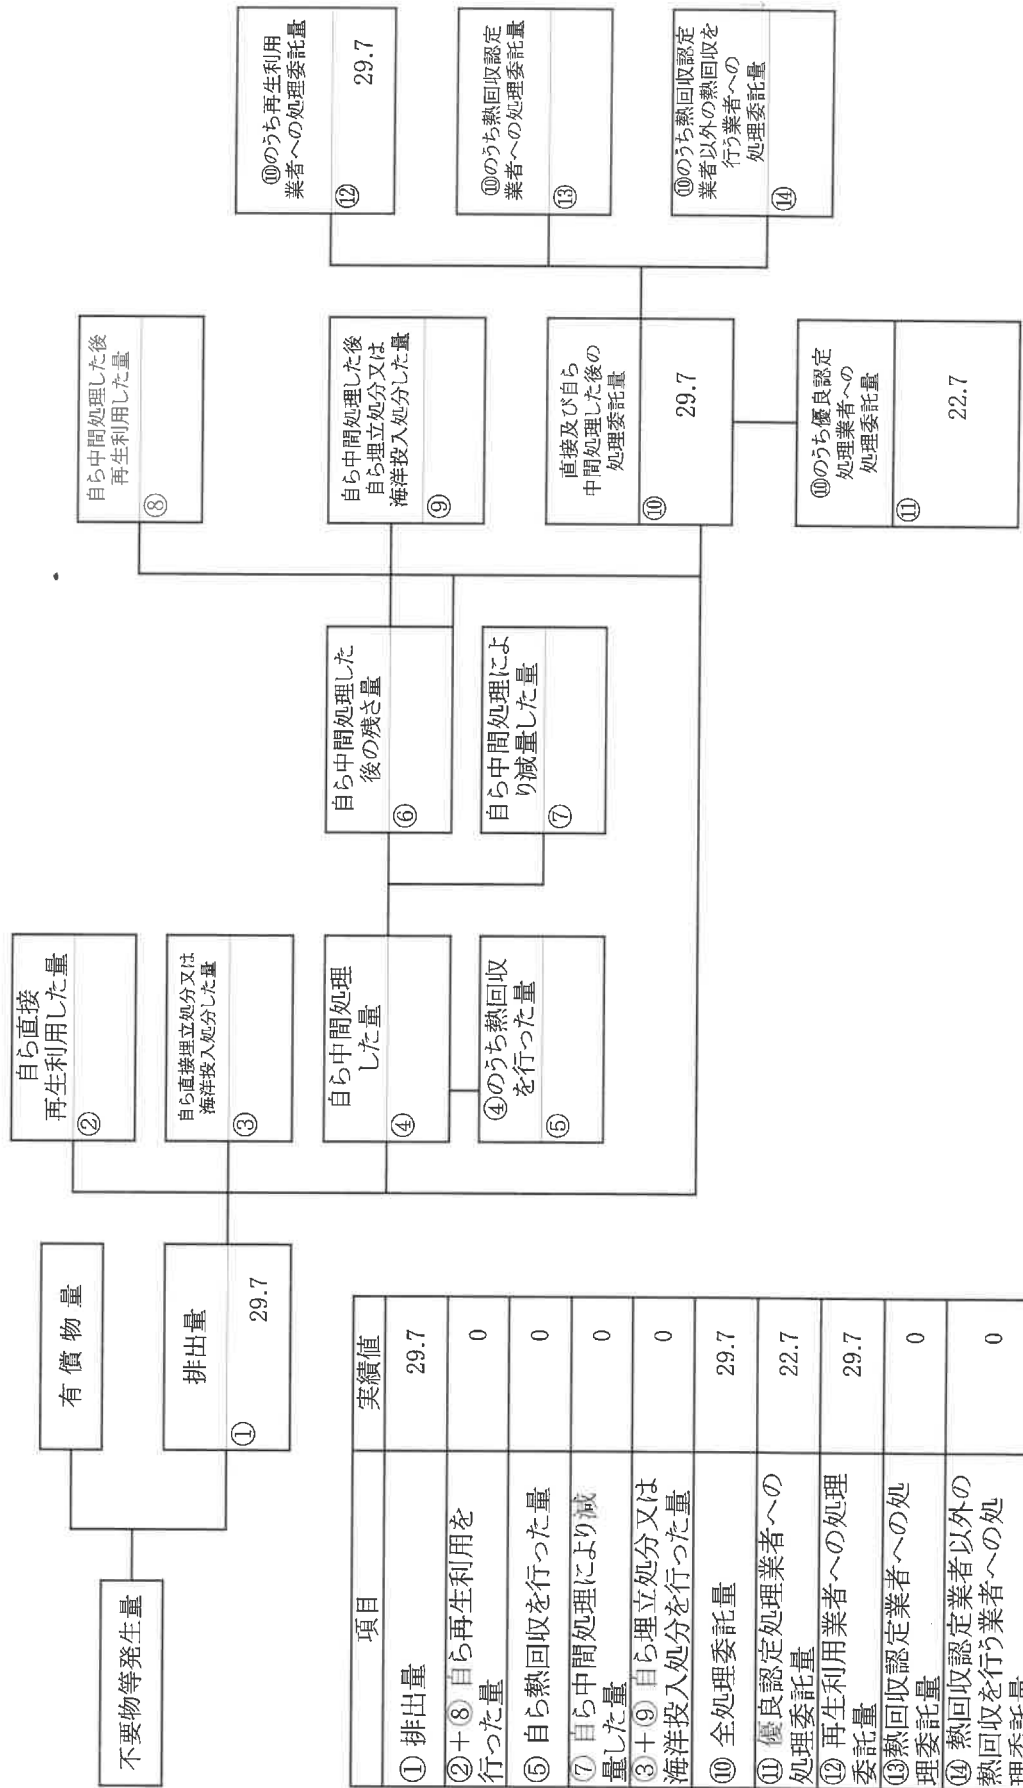 不要物等発生量
有償物量
排出量
①
29.7
自ら直接
再生利用した量
②
自ら直接埋立処分又は
海洋投入処分した量
③
自ら中間処理
した量
④
④のうち熱回収
を行った量
⑤
自ら中間処理した
後の残さ量
⑥
自ら中間処理によ
り減量した量
⑦
自ら中間処理した後
再生利用した量
⑧
自ら中間処理した後
自ら埋立処分又は
海洋投入処分した量
⑨
直接及び自ら
中間処理した後の
処理委託量
⑩
29.7
⑩のうち優良認定
処理業者への
処理委託量
⑪
22.7
⑩のうち再生利用
業者への処理委託量
⑫
29.7
⑩のうち熱回収認定
業者への処理委託量
⑬
⑩のうち熱回収認定
業者以外の熱回収を
行う業者への
処理委託量
⑭
項目 実績値
① 排出量 29.7
②+⑧ 自ら再生利用を
行った量 0
⑤ 自ら熱回収を行った量 0
⑦ 自ら中間処理により減
量した量 0
③+⑨ 自ら埋立処分又は
海洋投入処分を行った量 0
⑩ 全処理委託量 29.7
⑪ 優良認定処理業者への
処理委託量 22.7
⑫ 再生利用業者への処理
委託量 29.7
⑬熱回収認定業者への処
理委託量 0
⑭ 熱回収認定業者以外の
熱回収を行う業者への処
理委託量 0